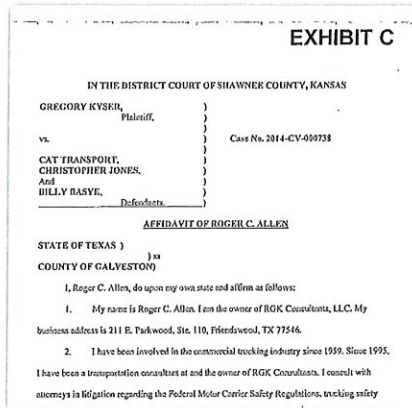 EXHIBIT C
IN THE DISTRICT COURT OF SHAWNEE COUNTY, KANSAS
GREGORY KYSER, )
Plaintiff, )
)
vs. ) Case No. 2014-CV-000738
)
CAT TRANSPORT, )
CHRISTOPHER JONES, )
And )
BILLY BASYE, )
Defendants. )
AFFIDAVIT OF ROGER C. ALLEN
STATE OF TEXAS )
) ss
COUNTY OF GALVESTON)
I, Roger C. Allen, do upon my own state and affirm as follows:
1. My name is Roger C. Allen. I am the owner of RGK Consultants, LLC. My
business address is 211 E. Parkwood, Ste. 110, Friendswood, TX 77546.
2. I have been involved in the commercial trucking industry since 1959. Since 1995,
I have been a transportation consultant at and the owner of RGK Consultants. I consult with
attorneys in litigation regarding the Federal Motor Carrier Safety Regulations, trucking safety